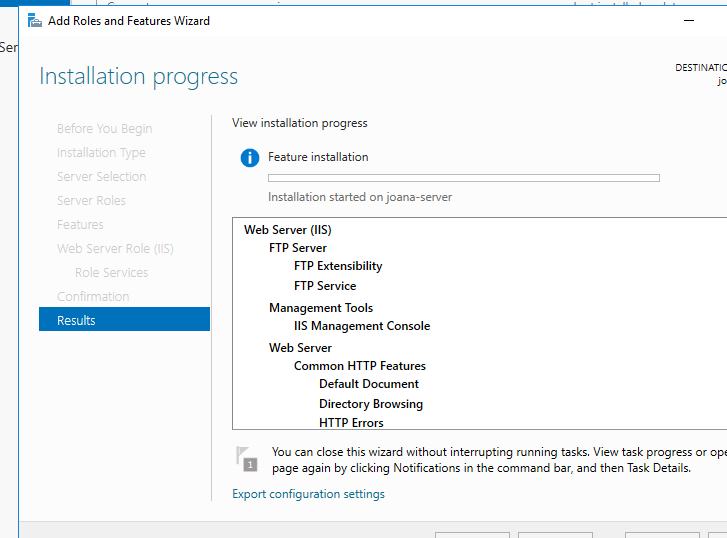 Add Roles and Features Wizard
Ser
Installation progress
DESTINATIO
jo
Before You Begin
Installation Type
Server Selection
Server Roles
Features
Web Server Role (IIS)
Role Services
Confirmation
Results
View installation progress
Feature installation
Installation started on joana-server
Web Server (IIS)
FTP Server
FTP Extensibility
FTP Service
Management Tools
IIS Management Console
Web Server
Common HTTP Features
Default Document
Directory Browsing
HTTP Errors
1
You can close this wizard without interrupting running tasks. View task progress or ope
page again by clicking Notifications in the command bar, and then Task Details.
Export configuration settings